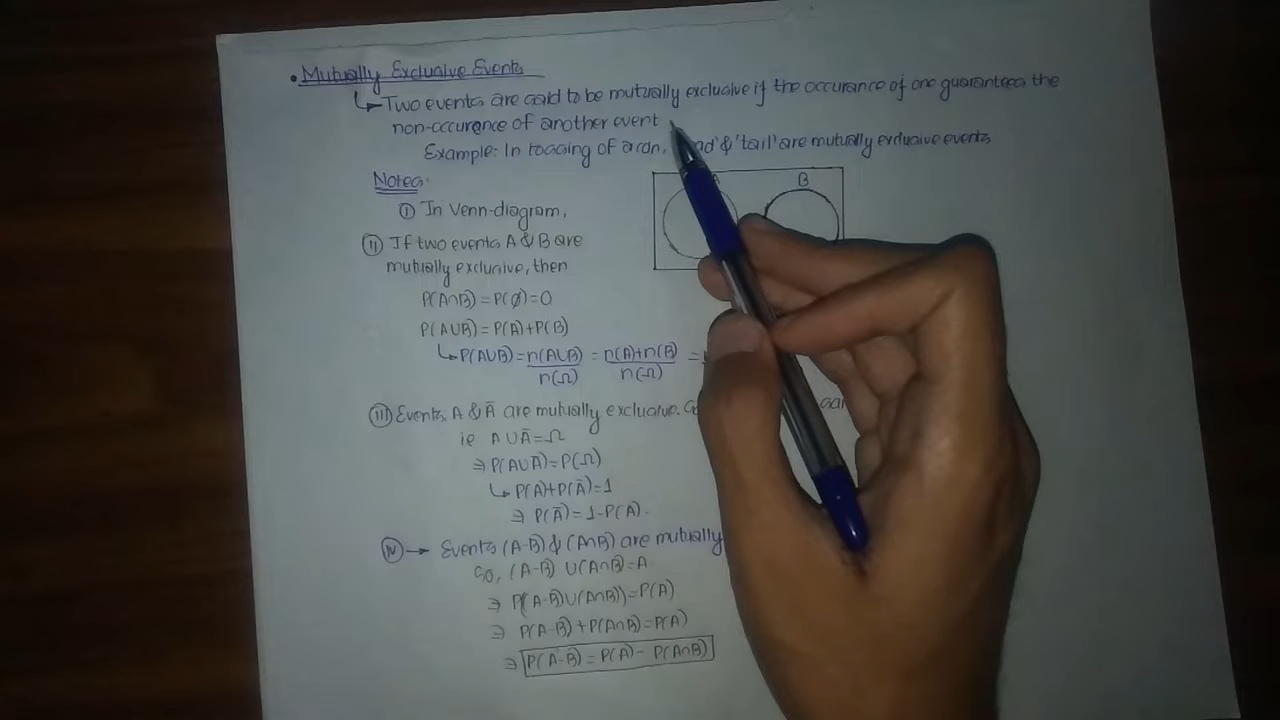 • Mutually Exclusive Events
↳ Two events are said to be mutually exclusive if the occurance of one guarantees the
non-occurance of another event
Example: In tossing of a coin, & 'tail' are mutually exclusive events
Notes:
A B
① In Venn-diagram,
② If two events A & B are
mutually exclusive, then
P(A∩B) = P(∅) = 0
P(A∪B) = P(A) + P(B)
↳ P(A∪B) = n(A∪B)/n(Ω) = n(A)+n(B)/n(Ω) =
(III) Events A & Ā are mutually exclusive.
ie A∪Ā = Ω
⇒ P(A∪Ā) = P(Ω)
↳ P(A)+P(Ā) = 1
⇒ P(Ā) = 1-P(A).
(IV) → Events (A-B) & (A∩B) are mutually
So, (A-B) ∪ (A∩B) = A
⇒ P(A-B)∪(A∩B)) = P(A)
⇒ P(A-B) + P(A∩B) = P(A)
⇒ P(A-B) = P(A) - P(A∩B)